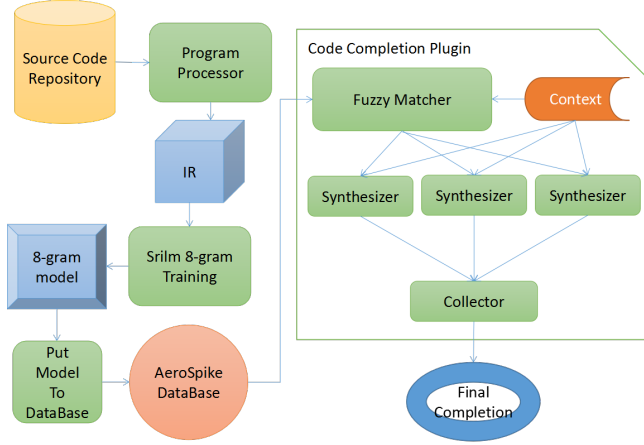 Source Code
Repository
Program
Processor
IR
Srilm 8-gram
Training
8-gram
model
Put
Model
To
DataBase
AeroSpike
DataBase
Code Completion Plugin
Fuzzy Matcher
Context
Synthesizer
Synthesizer
Synthesizer
Collector
Final
Completion